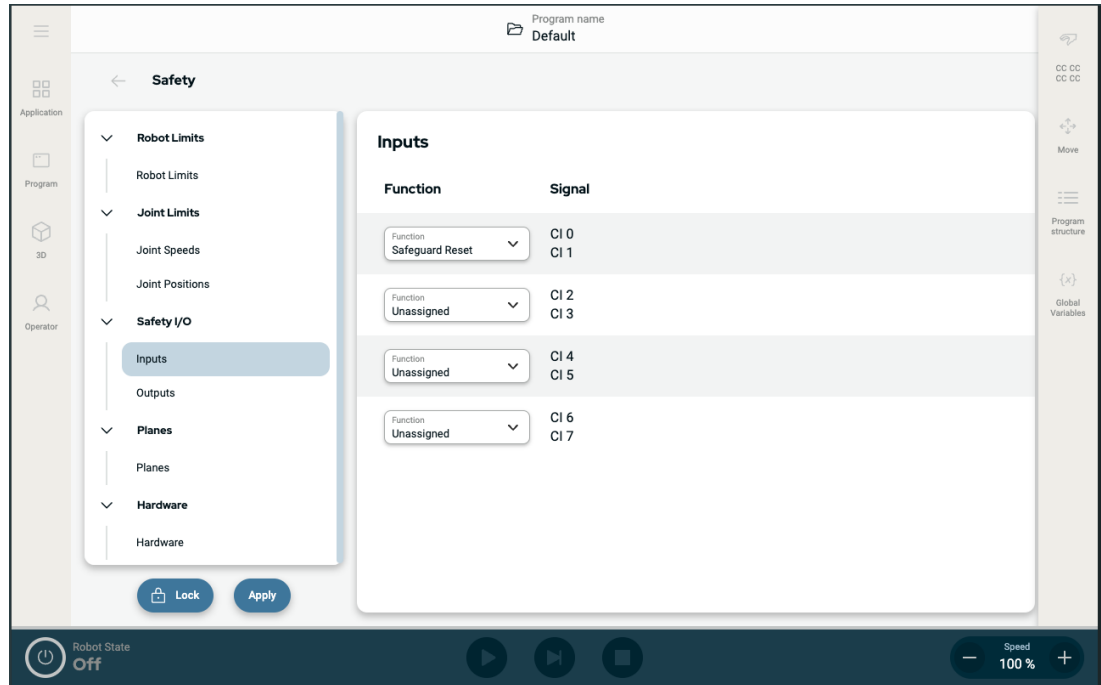 Program name
Default
Application
Program
3D
Operator
Safety
Robot Limits
Robot Limits
Joint Limits
Joint Speeds
Joint Positions
Safety I/O
Inputs
Outputs
Planes
Planes
Hardware
Hardware
Lock
Apply
Inputs
Function Signal
Function
Safeguard Reset
CI 0
CI 1
Function
Unassigned
CI 2
CI 3
Function
Unassigned
CI 4
CI 5
Function
Unassigned
CI 6
CI 7
CC CC
CC CC
Move
Program
structure
{x}
Global
Variables
Robot State
Off
Speed
100 %